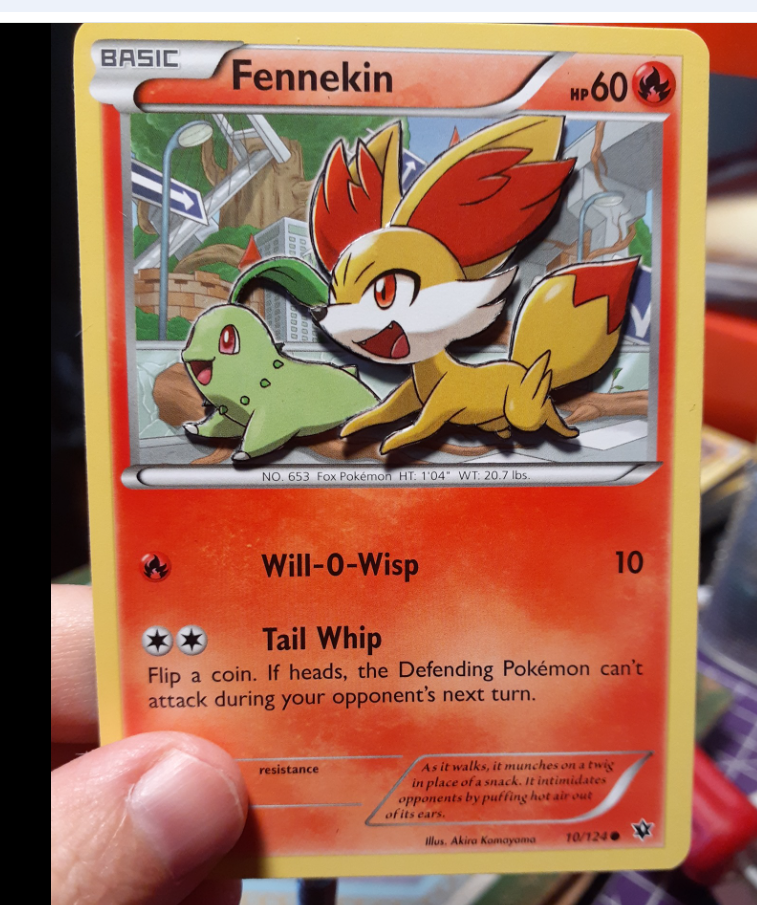 BASIC
Fennekin
HP60
NO. 653 Fox Pokémon HT: 1'04" WT: 20.7 lbs.
Will-O-Wisp 10
Tail Whip
Flip a coin. If heads, the Defending Pokémon can't
attack during your opponent's next turn.
resistance
As it walks, it munches on a twig
in place of a snack. It intimidates
opponents by puffing hot air out
of its ears.
Illus. Akira Komayama 10/124